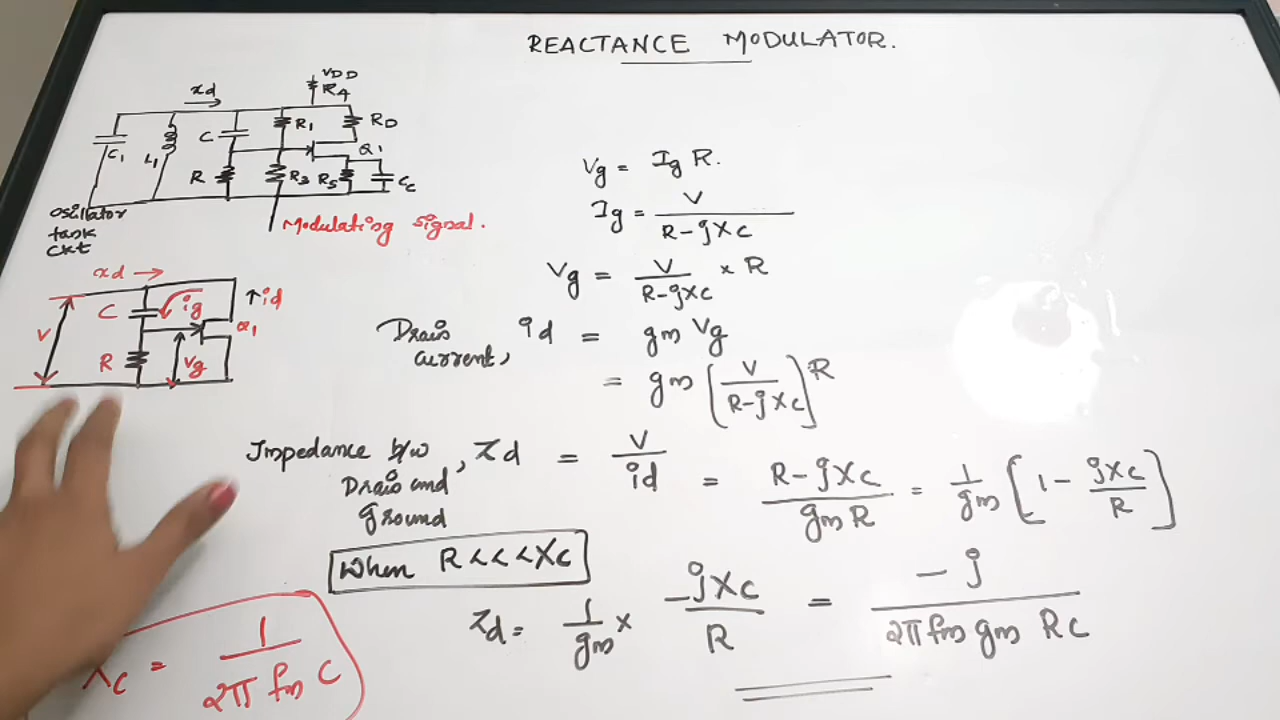 REACTANCE MODULATOR.
xd →
VDD
R4
C1
L1
C
R
R1
R3
RD
Q1
RS
Cc
Oscillator
tank
ckt
Modulating signal.
xd →
V
C
R
ig
Vg
↑id
Q1
Vg = Ig R.
Ig = V / (R-jXC)
Vg = V / (R-jXC) × R
Drain current, id = gm Vg
= gm [V / (R-jXC)] R
Impedance b/w Drain and ground, Zd = V / id = (R-jXC) / (gm R) = 1/gm [1 - jXC / R]
When R<<<XC
Zd = 1/gm × -jXC / R = -j / (2π fm gm RC)
XC = 1 / (2π fm C)